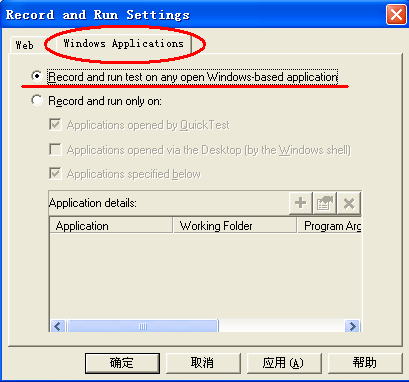 Record and Run Settings
Web
Windows Applications
Record and run test on any open Windows-based application
Record and run only on:
Applications opened by QuickTest
Applications opened via the Desktop (by the Windows shell)
Applications specified below
Application details:
Application Working Folder Program Arg
确定 取消 应用(A) 帮助